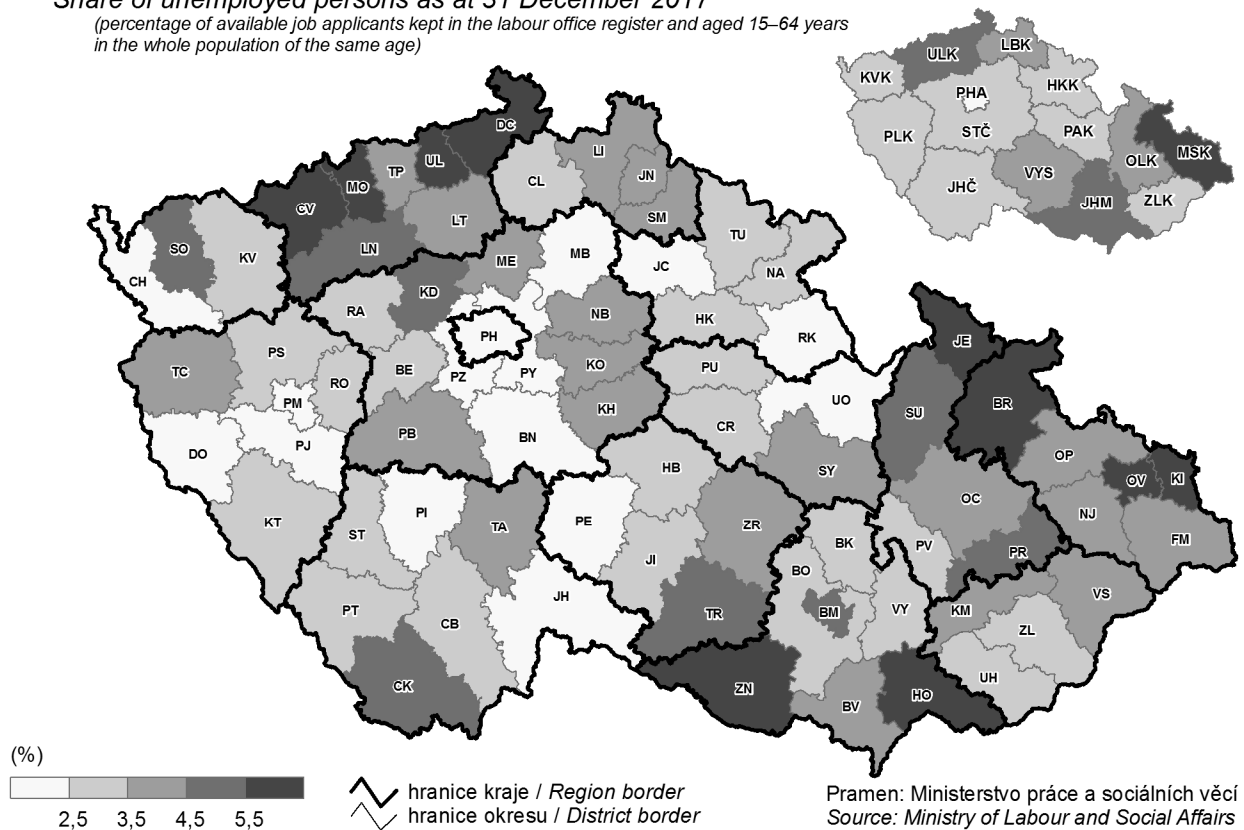 Share of unemployed persons as at 31 December 2017
(percentage of available job applicants kept in the labour office register and aged 15–64 years
in the whole population of the same age)
ULK
LBK
KVK
HKK
PHA
STČ
PAK
PLK
MSK
OLK
VYS
JHČ
JHM
ZLK
DC
UL
LI
TP
MO
CL
JN
CV
LT
SM
SO
LN
TU
KV
MB
ME
JC
CH
NA
KD
RA
NB
HK
PH
RK
JE
PS
KO
PU
TC
BE
PZ
PY
RO
PM
UO
BR
KH
SU
CR
PB
BN
PJ
DO
OP
HB
SY
OV
KI
OC
PI
PE
NJ
KT
TA
ZR
ST
FM
BK
PV
PR
JI
BO
VS
JH
PT
VY
KM
BM
TR
CB
ZL
UH
CK
ZN
HO
BV
(%)
2,5 3,5 4,5 5,5
hranice kraje / Region border
hranice okresu / District border
Pramen: Ministerstvo práce a sociálních věcí
Source: Ministry of Labour and Social Affairs